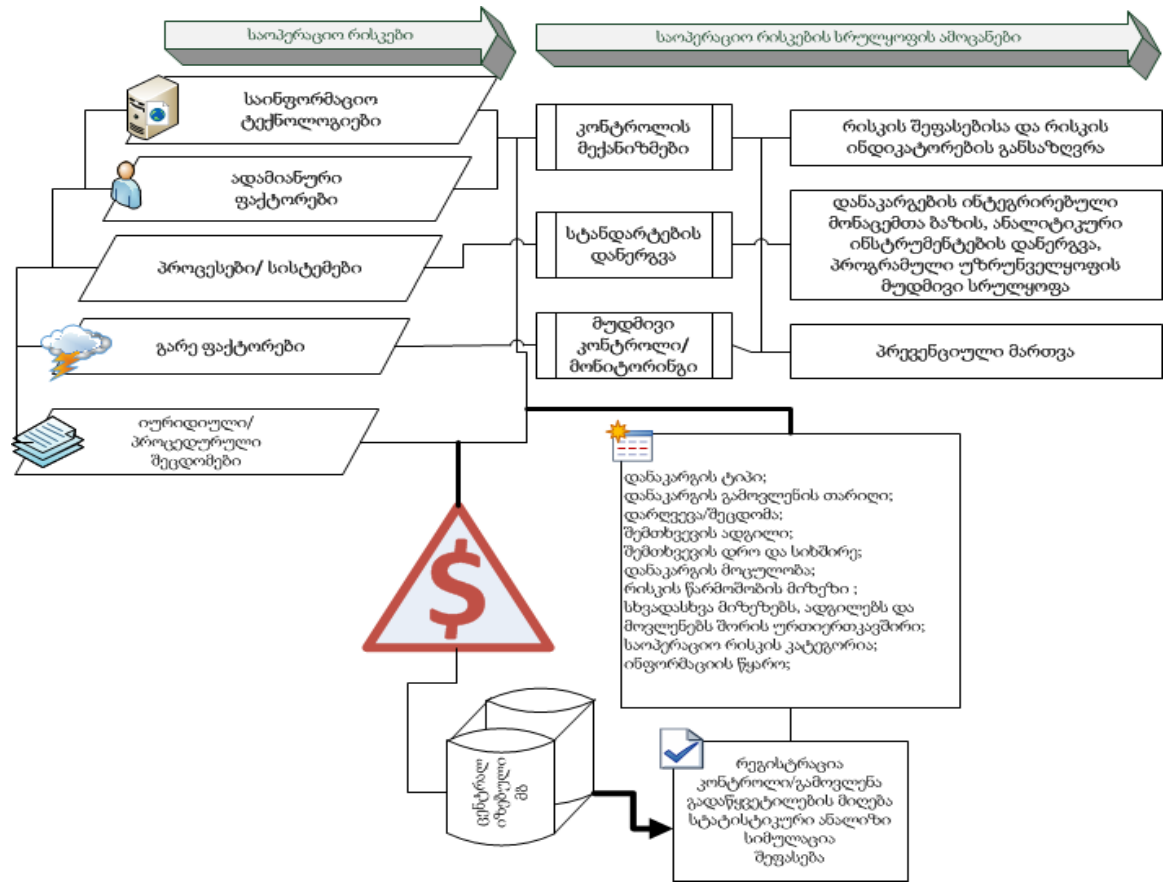 საოპერაციო რისკები
საოპერაციო რისკების სრულყოფის ამოცანები
საინფორმაციო
ტექნოლოგიები
ადამიანური
ფაქტორები
პროცესები/ სისტემები
გარე ფაქტორები
იურიდიული/
პროცედურული
შეცდომები
კონტროლის
მექანიზმები
სტანდარტების
დანერგვა
მუდმივი
კონტროლი/
მონიტორინგი
რისკის შეფასებისა და რისკის
ინდიკატორების განსაზღვრა
დანაკარგების ინტეგრირებული
მონაცემთა ბაზის, ანალიტიკური
ინსტრუმენტების დანერგვა,
პროგრამული უზრუნველყოფის
მუდმივი სრულყოფა
პრევენციული მართვა
$
დანაკარგის ტიპი;
დანაკარგის გამოვლენის თარიღი;
დარღვევა/შეცდომა;
შემთხვევის ადგილი;
შემთხვევის დრო და სიხშირე;
დანაკარგის მოცულობა;
რისკის წარმოშობის მიზეზი ;
სხვადასხვა მიზეზებს, ადგილებს და
მოვლენებს შორის ურთიერთკავშირი;
საოპერაციო რისკის კატეგორია;
ინფორმაციის წყარო;
ცენტრალ
იზებული
მბ
რეგისტრაცია
კონტროლი/გამოვლენა
გადაწყვეტილების მიღება
სტატისტიკური ანალიზი
სიმულაცია
შეფასება